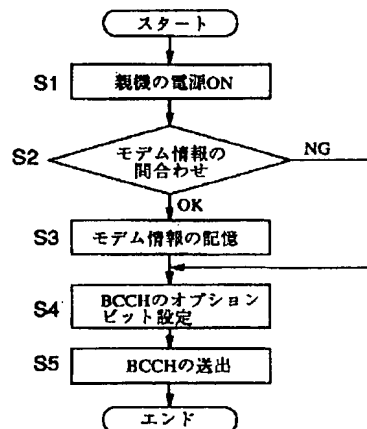 スタート
S1
親機の電源ON
S2
モデム情報の
問合わせ
NG
OK
S3
モデム情報の記憶
S4
BCCHのオプション
ビット設定
S5
BCCHの送出
エンド